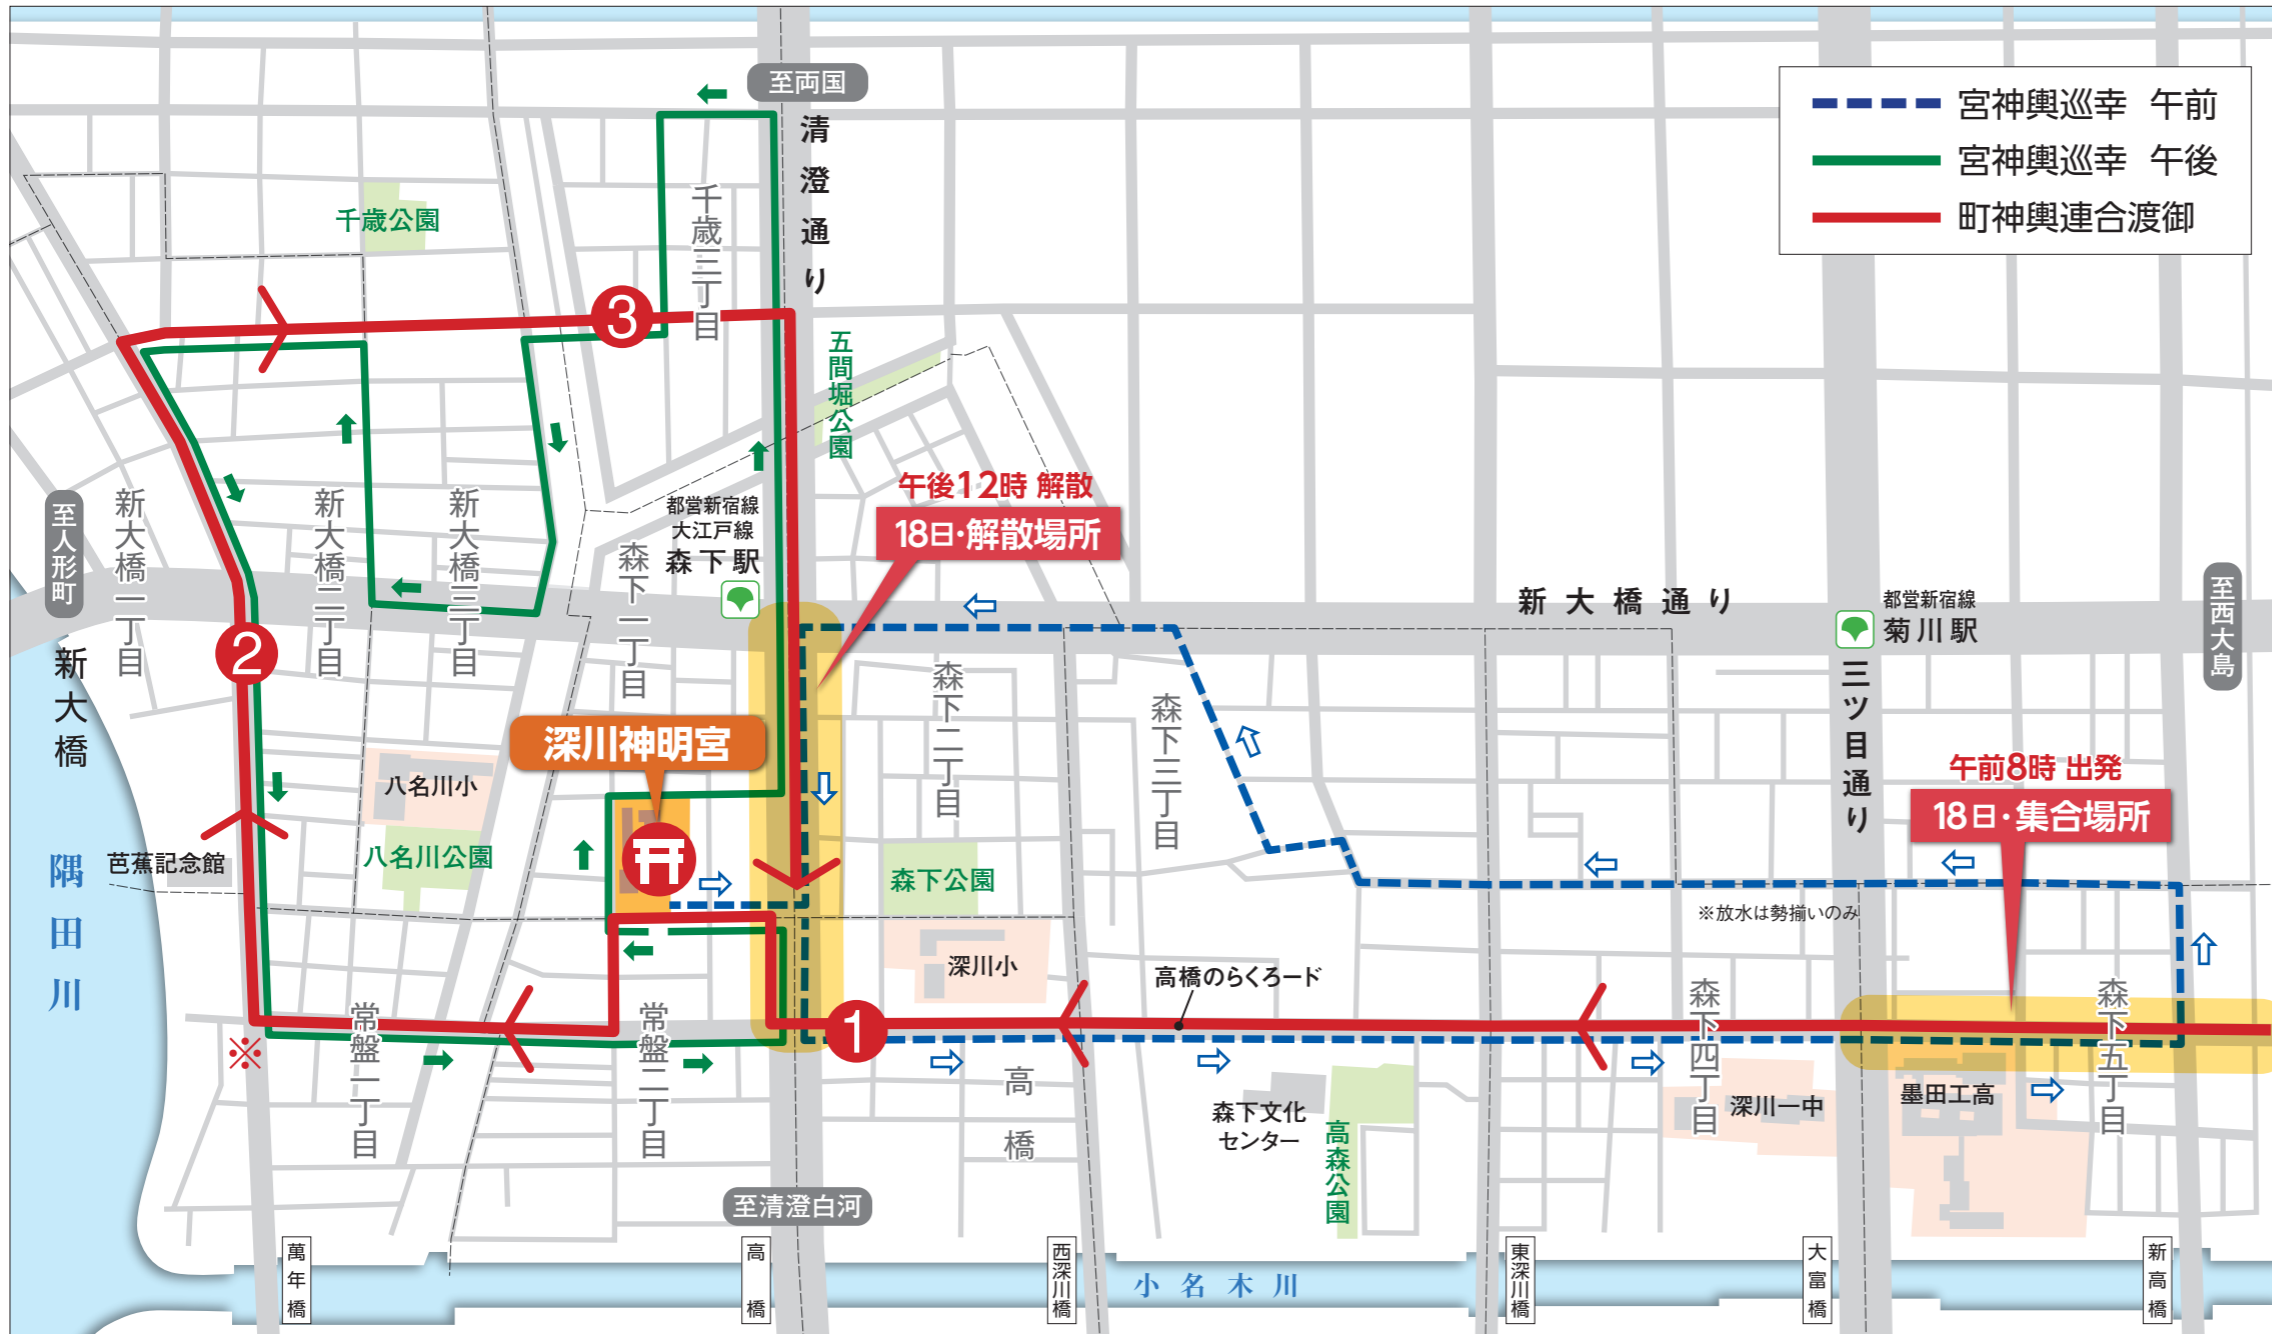 至両国
清澄通り
宮神輿巡幸 午前
宮神輿巡幸 午後
町神輿連合渡御
千歳公園
千歳三丁目
3
五間堀公園
午後12時 解散
18日・解散場所
都営新宿線
大江戸線
森下駅
至人形町
新大橋一丁目
新大橋二丁目
新大橋三丁目
森下一丁目
新大橋通り
都営新宿線
菊川駅
至西大島
2
新大橋
森下二丁目
森下三丁目
三ツ目通り
深川神明宮
午前8時 出発
18日・集合場所
八名川小
八名川公園
芭蕉記念館
隅田川
森下公園
※放水は勢揃いのみ
深川小
高橋のらくろード
森下四丁目
森下五丁目
1
※
常盤一丁目
常盤二丁目
高橋
森下文化
センター
高森公園
深川一中
墨田工高
至清澄白河
萬年橋
高橋
西深川橋
小名木川
東深川橋
大富橋
新高橋